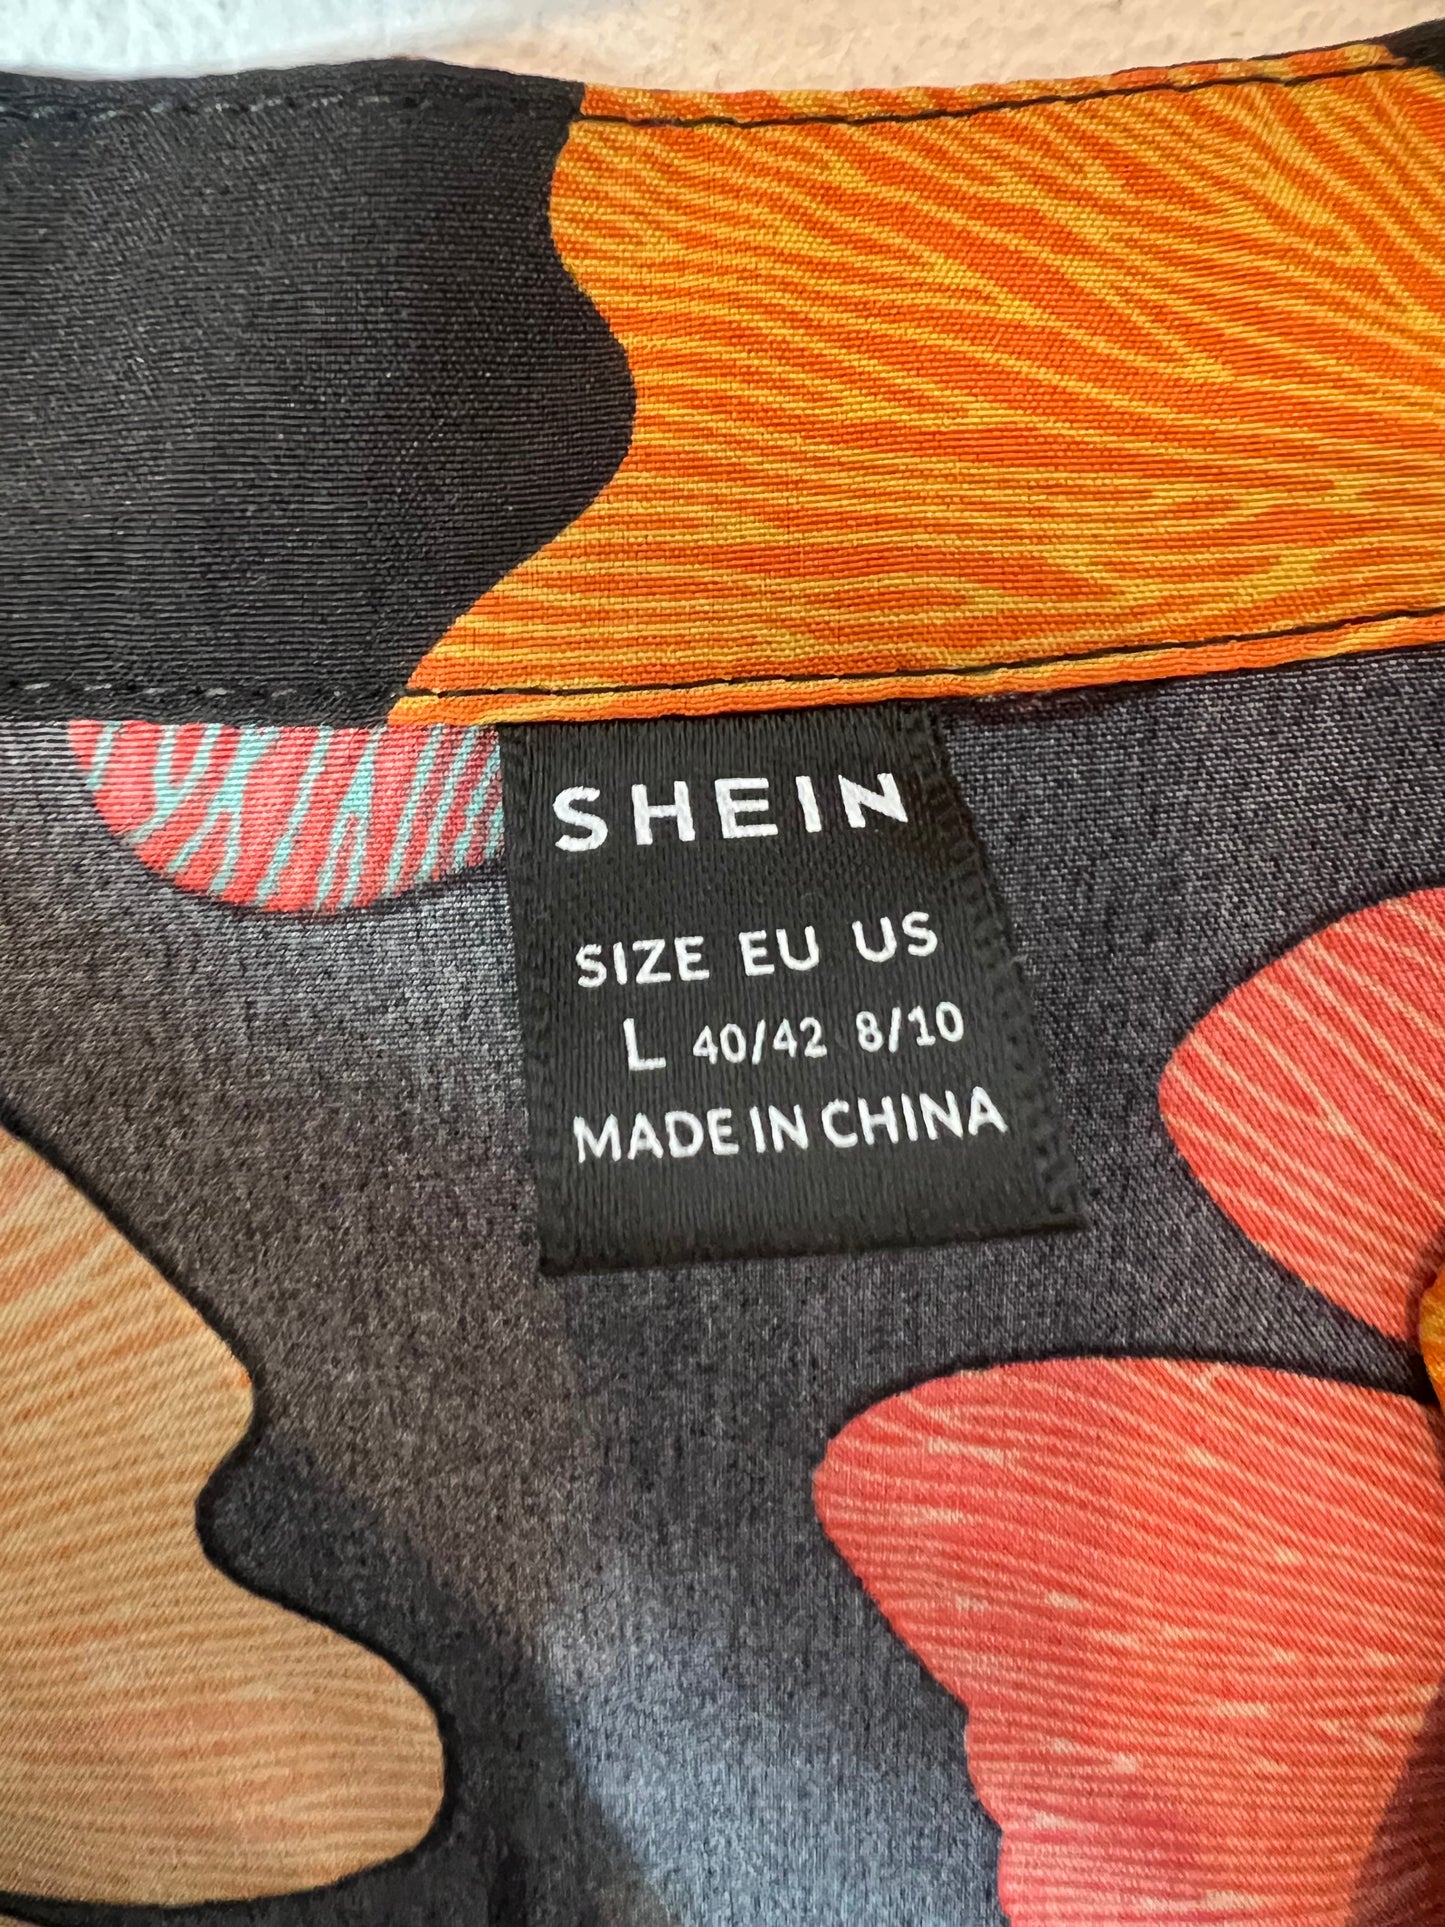 SHEIN
SIZE EU US
L 40/42 8/10
MADE IN CHINA